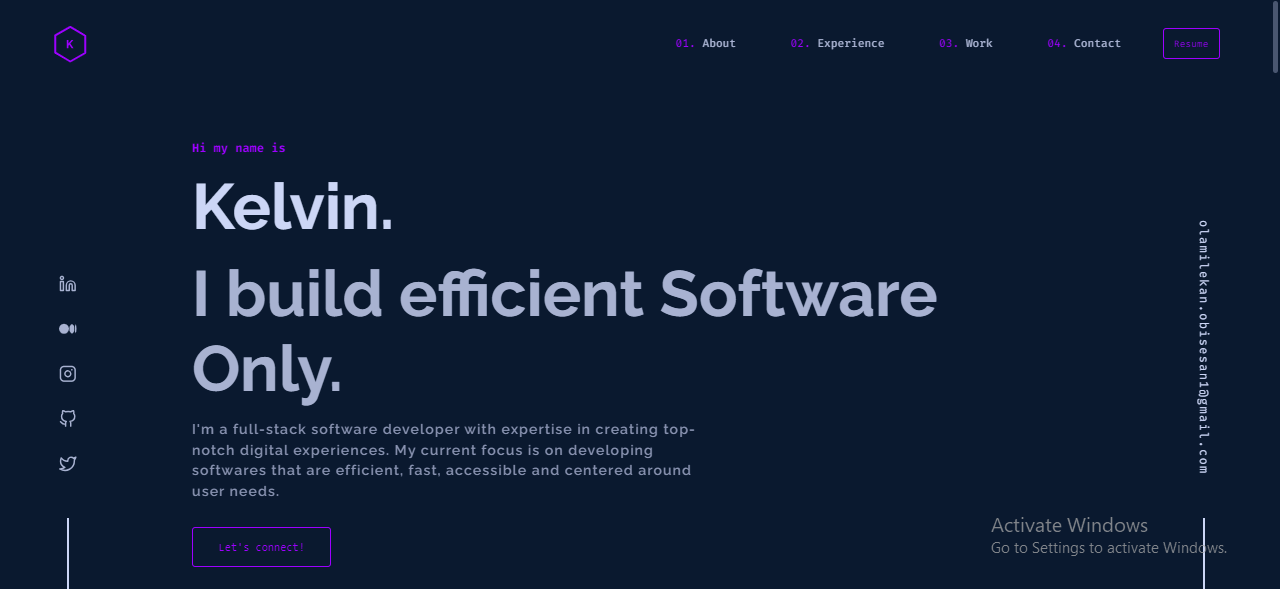 K
01. About
02. Experience
03. Work
04. Contact
Resume
Hi my name is
Kelvin.
I build efficient Software
Only.
I'm a full-stack software developer with expertise in creating top-
notch digital experiences. My current focus is on developing
softwares that are efficient, fast, accessible and centered around
user needs.
Let's connect!
olamilekan.obisesan1@gmail.com
Activate Windows
Go to Settings to activate Windows.